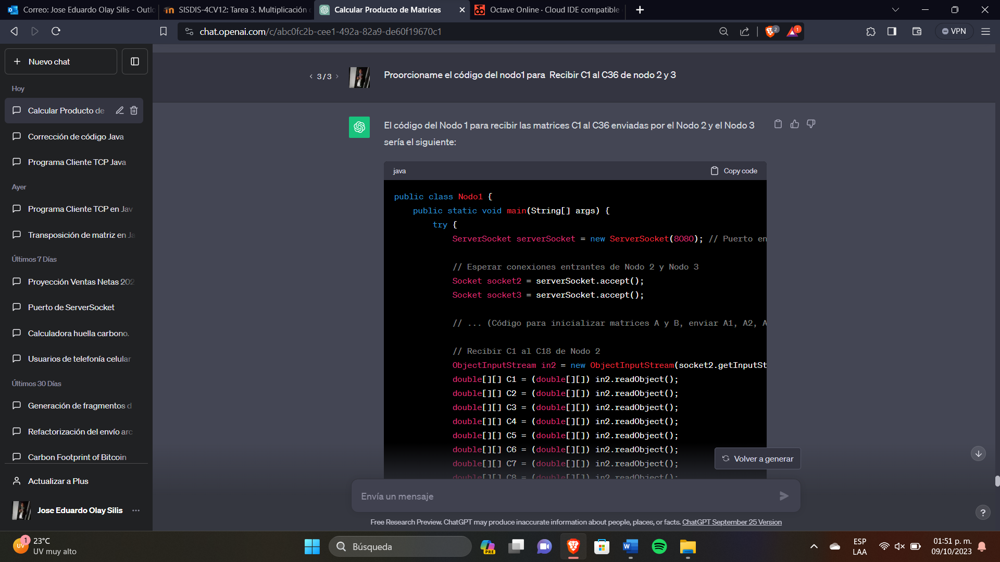 Correo: Jose Eduardo Olay Silis - Outlo
SISDIS-4CV12: Tarea 3. Multiplicación
Calcular Producto de Matrices
Octave Online · Cloud IDE compatible
chat.openai.com/c/abc0fc2b-cee1-492a-82a9-de60f19670c1
2
1
VPN
Nuevo chat
Hoy
Calcular Producto de
Corrección de código Java
Programa Cliente TCP Java
Ayer
Programa Cliente TCP en Jav
Transposición de matriz en Ja
Últimos 7 Días
Proyección Ventas Netas 202
Puerto de ServerSocket
Calculadora huella carbono.
Usuarios de telefonía celular
Últimos 30 Días
Generación de fragmentos d
Refactorización del envío arc
Carbon Footprint of Bitcoin
Actualizar a Plus
Jose Eduardo Olay Silis
3 / 3
Proorcioname el código del nodo1 para  Recibir C1 al C36 de nodo 2 y 3
El código del Nodo 1 para recibir las matrices C1 al C36 enviadas por el Nodo 2 y el Nodo 3
sería el siguiente:
java
Copy code
public class Nodo1 {
public static void main(String[] args) {
try {
ServerSocket serverSocket = new ServerSocket(8080); // Puerto en
// Esperar conexiones entrantes de Nodo 2 y Nodo 3
Socket socket2 = serverSocket.accept();
Socket socket3 = serverSocket.accept();
// ... (Código para inicializar matrices A y B, enviar A1, A2, A
// Recibir C1 al C18 de Nodo 2
ObjectInputStream in2 = new ObjectInputStream(socket2.getInputSt
double[][] C1 = (double[][]) in2.readObject();
double[][] C2 = (double[][]) in2.readObject();
double[][] C3 = (double[][]) in2.readObject();
double[][] C4 = (double[][]) in2.readObject();
double[][] C5 = (double[][]) in2.readObject();
double[][] C6 = (double[][]) in2.readObject();
double[][] C7 = (double[][]) in2.readObject();
double[][] C8 = (double[][]) in2.readObject();
Volver a generar
Envía un mensaje
Free Research Preview. ChatGPT may produce inaccurate information about people, places, or facts. ChatGPT September 25 Version
?
UV
1
23°C
UV muy alto
Búsqueda
PRE
ESP
LAA
01:51 p. m.
09/10/2023